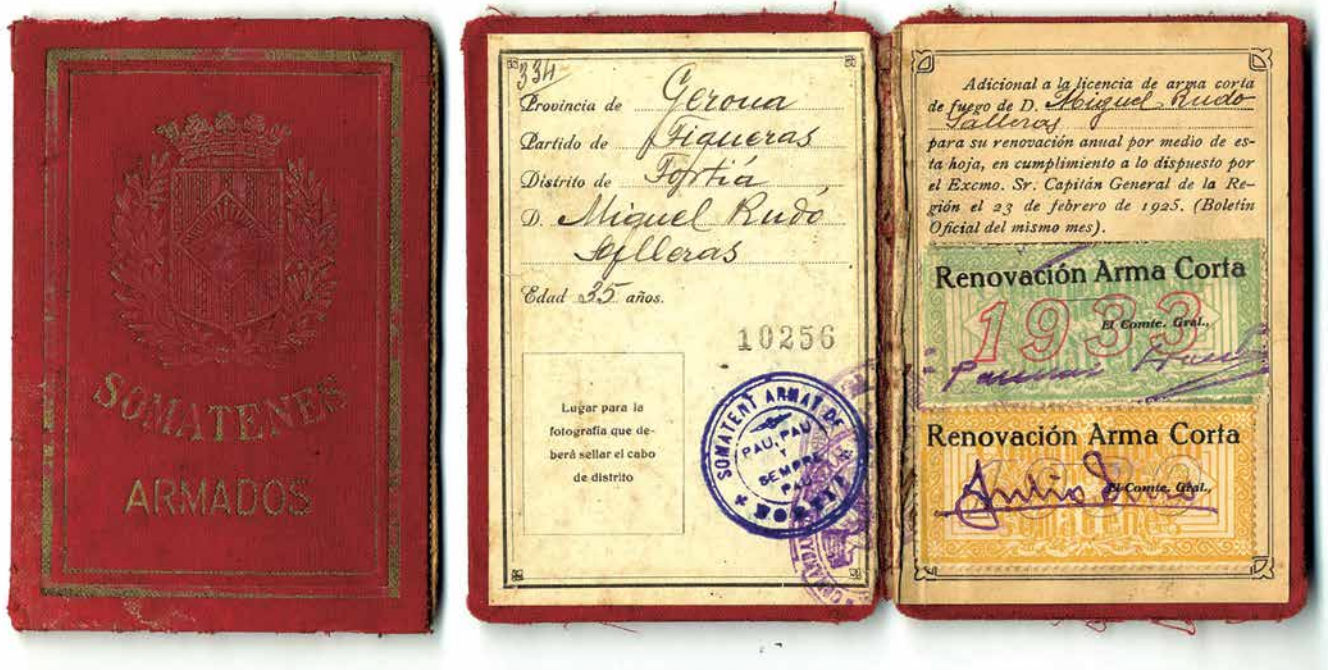 SOMATENES
ARMADOS
334
Provincia de Gerona
Partido de Figueras
Distrito de Fortiá
D. Miguel Rudó
Salleras
Edad 35 años.
10256
Lugar para la
fotografía que de-
berá sellar el cabo
de distrito
SOMATENT ARMAT DE
PAU, PAU
Y
SEMPRE
PAU
FORTIÁ
Adicional a la licencia de arma corta
de fuego de D. Miguel Rudó
Salleras
para su renovación anual por medio de es-
ta hoja, en cumplimiento a lo dispuesto por
el Excmo. Sr. Capitán General de la Re-
gión el 23 de febrero de 1925. (Boletín
Oficial del mismo mes).
Renovación Arma Corta
1933
El Comte. Gral.,
Renovación Arma Corta
El Comte. Gral.,
Julio